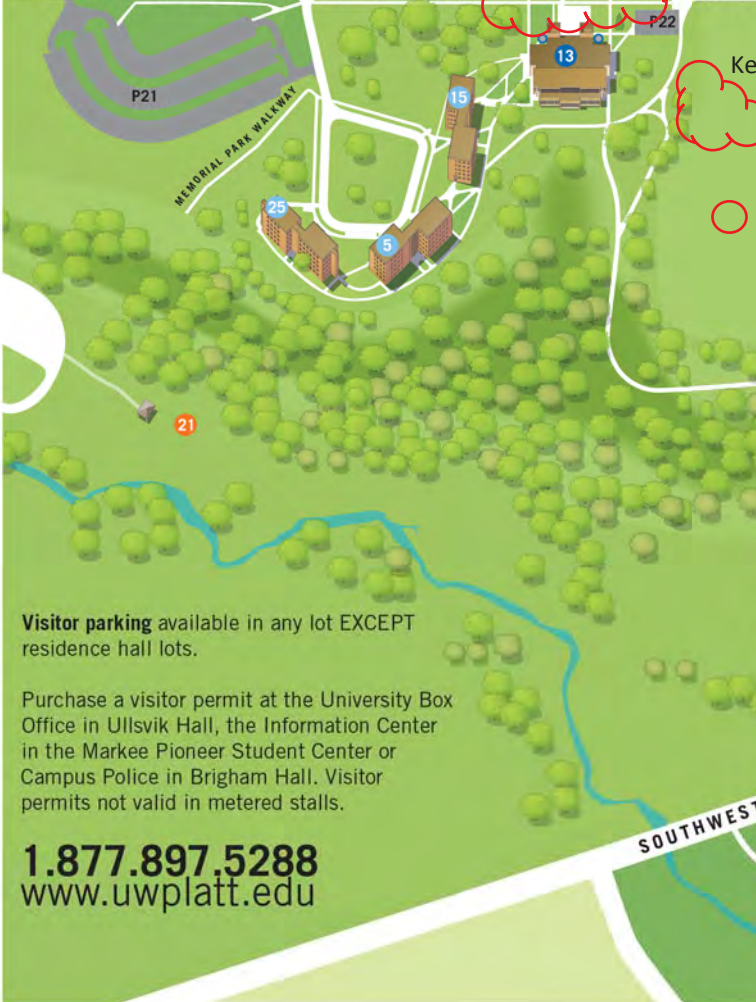 P22
13
Ke
P21
15
MEMORIAL PARK WALKWAY
25
5
21
Visitor parking available in any lot EXCEPT
residence hall lots.
Purchase a visitor permit at the University Box
Office in Ullsvik Hall, the Information Center
in the Markee Pioneer Student Center or
Campus Police in Brigham Hall. Visitor
permits not valid in metered stalls.
SOUTHWEST
1.877.897.5288
www.uwplatt.edu